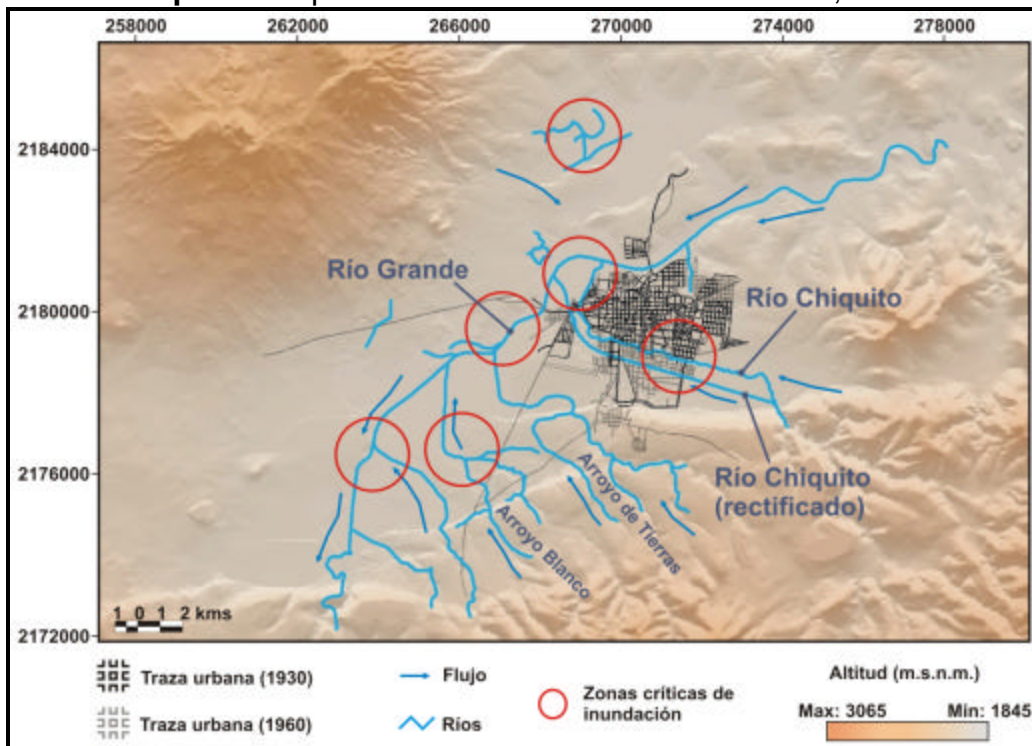 258000 262000 266000 270000 274000 278000
2184000
Río Grande
Río Chiquito
2180000
2176000
Río Chiquito
(rectificado)
Arroyo de Tierras
Arroyo Blanco
1 0 1 2 kms
2172000
Traza urbana (1930)
Flujo
Zonas críticas de
inundación
Altitud (m.s.n.m.)
Traza urbana (1960)
Ríos
Max: 3065 Min: 1845